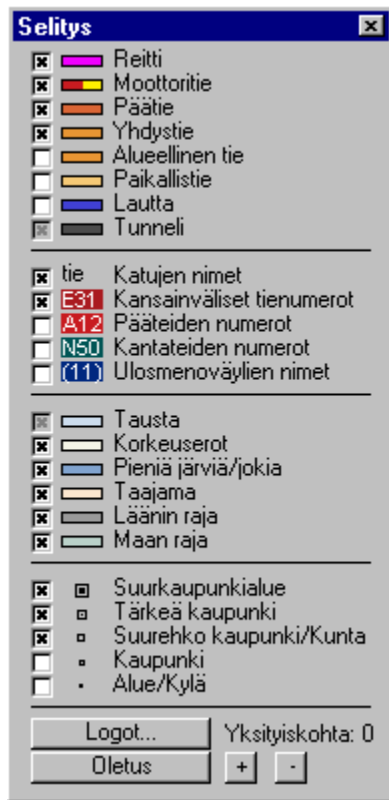 Selitys
Reitti
Moottoritie
Päätie
Yhdystie
Alueellinen tie
Paikallistie
Lautta
Tunneli
tie Katujen nimet
E31 Kansainväliset tienumerot
A12 Pääteiden numerot
N50 Kantateiden numerot
(11) Ulosmenoväylien nimet
Tausta
Korkeuserot
Pieniä järviä/jokia
Taajama
Läänin raja
Maan raja
Suurkaupunkialue
Tärkeä kaupunki
Suurehko kaupunki/Kunta
Kaupunki
Alue/Kylä
Logot... Yksityiskohta: 0
Oletus + -